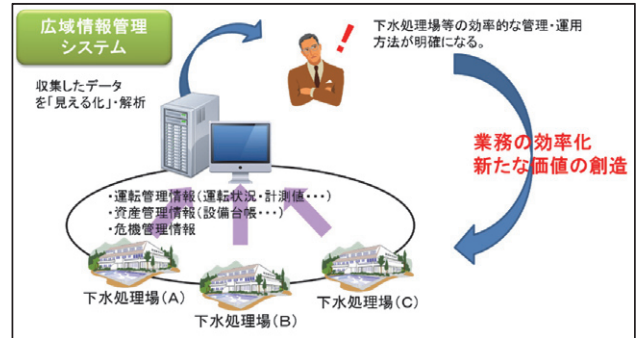 広域情報管理
システム
下水処理場等の効率的な管理・運用
方法が明確になる。
収集したデータ
を「見える化」・解析
業務の効率化
新たな価値の創造
・運転管理情報(運転状況・計測値・・・)
・資産管理情報(設備台帳・・・)
・危機管理情報
下水処理場(A)
下水処理場(B)
下水処理場(C)